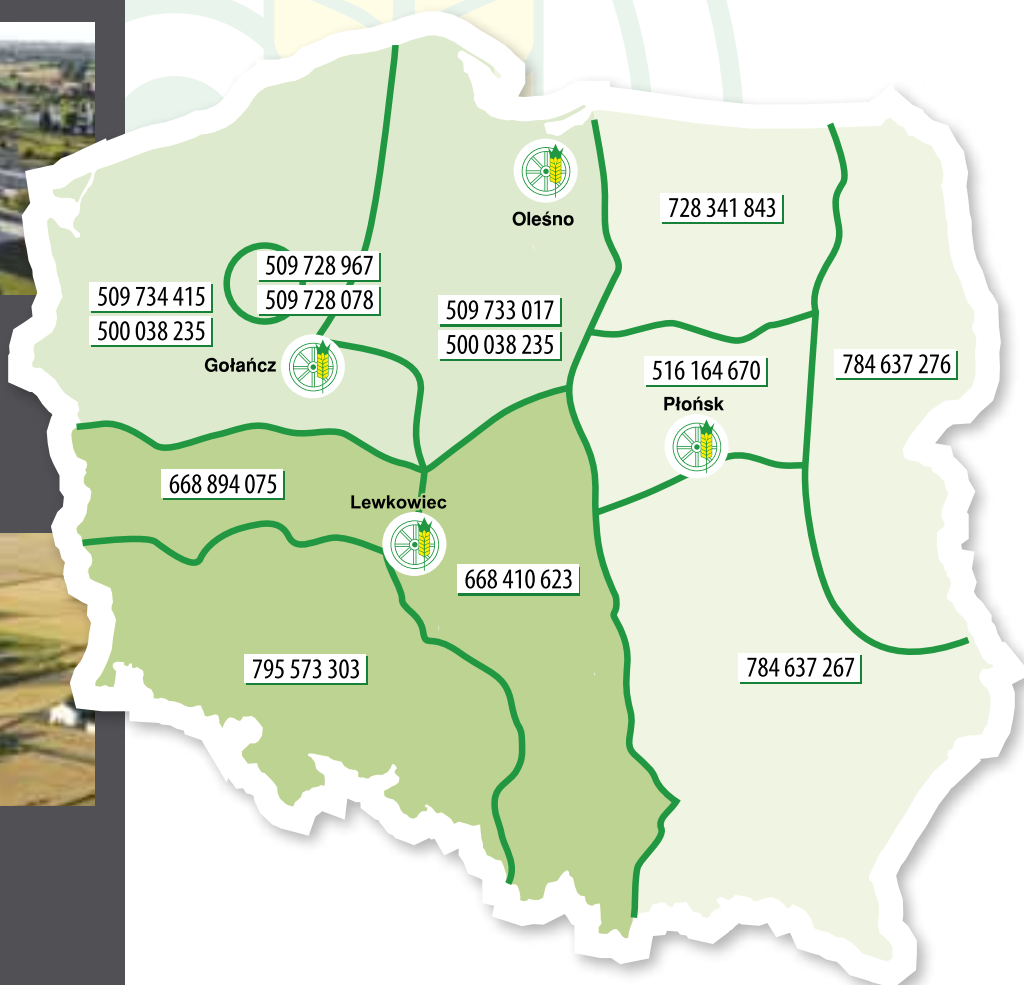 Oleśno
728 341 843
509 728 967
509 728 078
509 734 415
500 038 235
509 733 017
500 038 235
Gołańcz
516 164 670
784 637 276
Płońsk
668 894 075
Lewkowiec
668 410 623
795 573 303
784 637 267